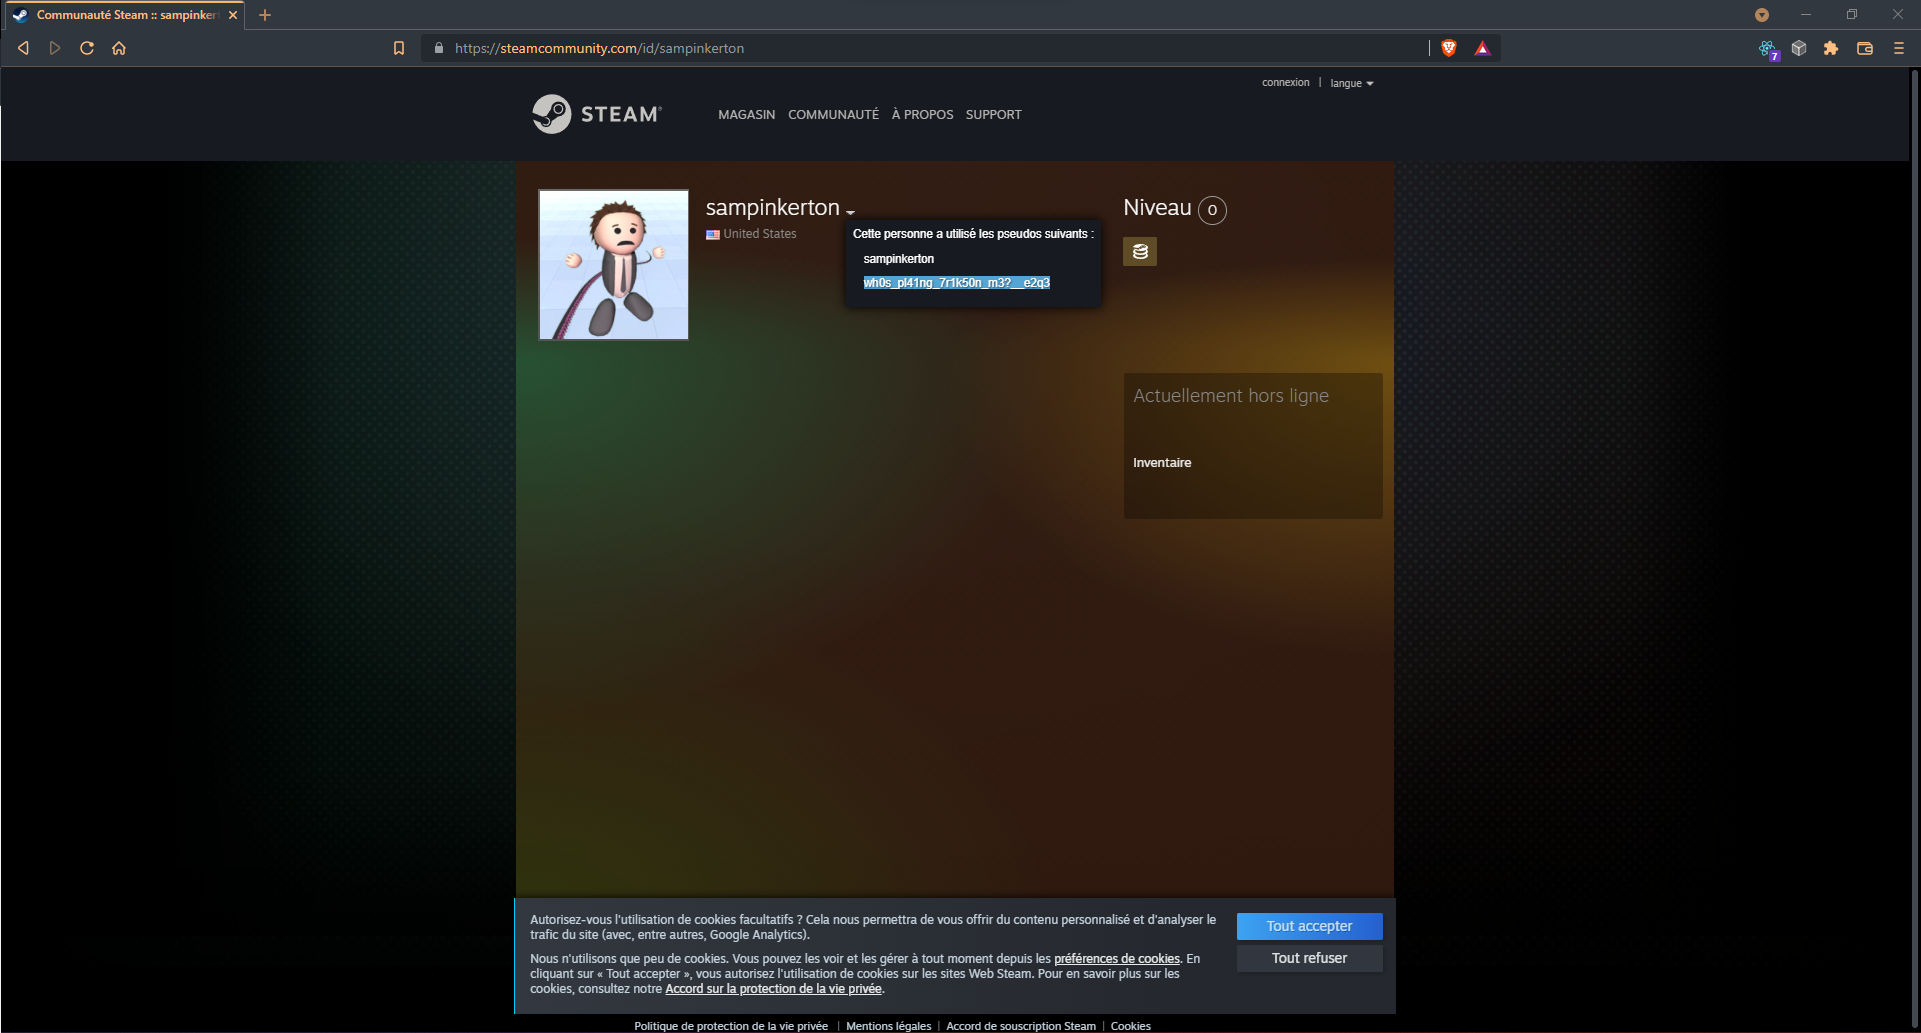 Communauté Steam :: sampinkert
https://steamcommunity.com/id/sampinkerton
7
connexion | langue
STEAM®
MAGASIN COMMUNAUTÉ À PROPOS SUPPORT
sampinkerton
United States
Cette personne a utilisé les pseudos suivants :
sampinkerton
wh0s_pl41ng_7r1k50n_m3?__e2q3
Niveau 0
Actuellement hors ligne
Inventaire
Autorisez-vous l'utilisation de cookies facultatifs ? Cela nous permettra de vous offrir du contenu personnalisé et d'analyser le
trafic du site (avec, entre autres, Google Analytics).
Nous n'utilisons que peu de cookies. Vous pouvez les voir et les gérer à tout moment depuis les préférences de cookies. En
cliquant sur « Tout accepter », vous autorisez l'utilisation de cookies sur les sites Web Steam. Pour en savoir plus sur les
cookies, consultez notre Accord sur la protection de la vie privée.
Tout accepter
Tout refuser
Politique de protection de la vie privée | Mentions légales | Accord de souscription Steam | Cookies